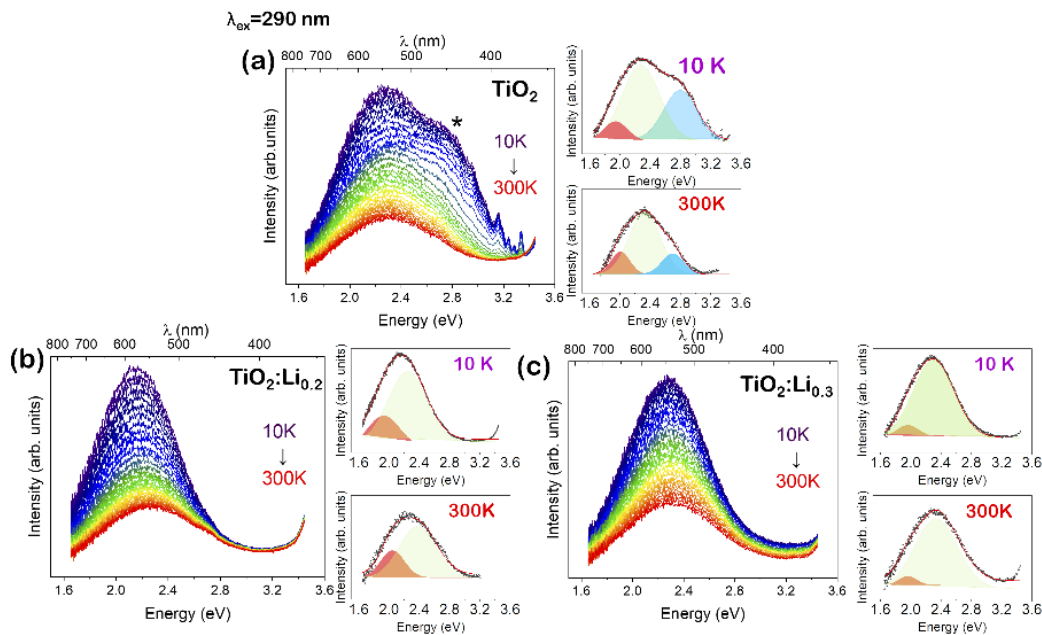 λex=290 nm
λ (nm)
800 700 600 500 400
(a)
TiO2
*
10K
↓
300K
Intensity (arb.units)
1.6 2.0 2.4 2.8 3.2 3.6
Energy (eV)
10 K
Intensity (arb. units)
1.6 2.0 2.4 2.8 3.2 3.6
Energy (eV)
300K
Intensity (arb. units)
1.6 2.0 2.4 2.8 3.2 3.6
Energy (eV)
(b)
λ (nm)
800 700 600 500 400
TiO2:Li0.2
10K
↓
300K
Intensity (arb. units)
1.6 2.0 2.4 2.8 3.2 3.6
Energy (eV)
10 K
Intensity (arb. units)
1.6 2.0 2.4 2.8 3.2 3.6
Energy (eV)
300K
Intensity (arb. units)
1.6 2.0 2.4 2.8 3.2 3.6
Energy (eV)
(c)
λ (nm)
800 700 600 500 400
TiO2:Li0.3
10K
↓
300K
Intensity (arb. units)
1.6 2.0 2.4 2.8 3.2 3.6
Energy (eV)
10 K
Intensity (arb. units)
1.6 2.0 2.4 2.8 3.2 3.6
Energy (eV)
300K
Intensity (arb. units)
1.6 2.0 2.4 2.8 3.2 3.6
Energy (eV)